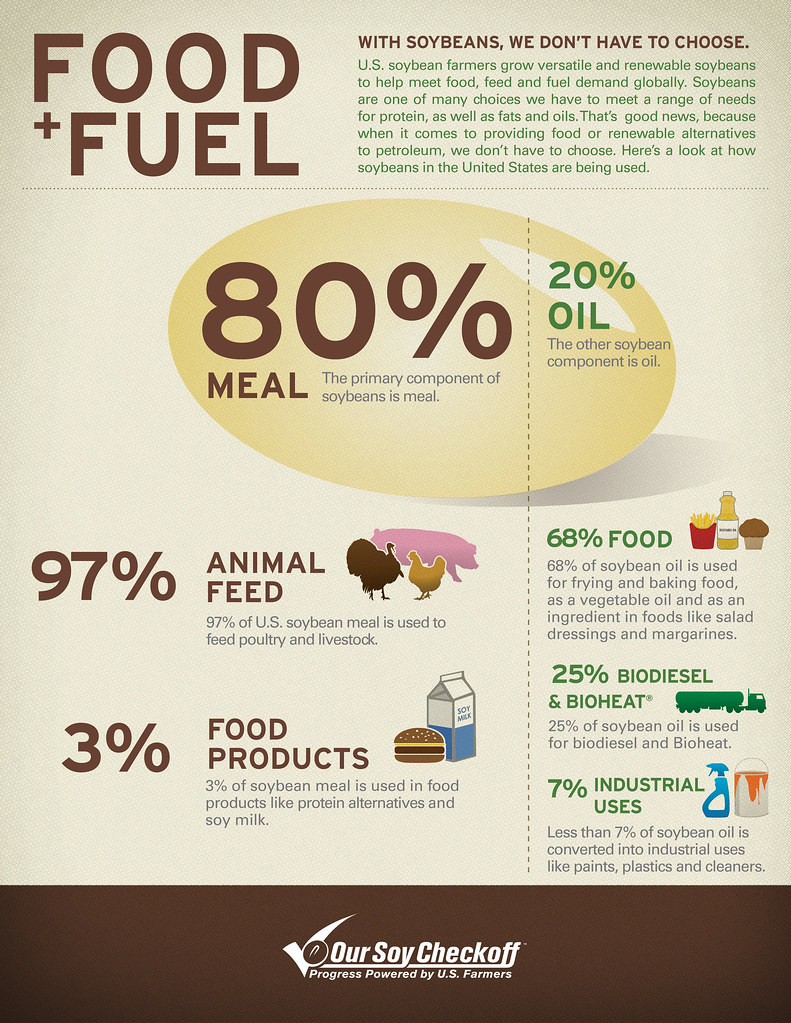 FOOD
+FUEL
WITH SOYBEANS, WE DON'T HAVE TO CHOOSE.
U.S. soybean farmers grow versatile and renewable soybeans
to help meet food, feed and fuel demand globally. Soybeans
are one of many choices we have to meet a range of needs
for protein, as well as fats and oils. That's good news, because
when it comes to providing food or renewable alternatives
to petroleum, we don't have to choose. Here's a look at how
soybeans in the United States are being used.
80%
MEAL
The primary component of
soybeans is meal.
20%
OIL
The other soybean
component is oil.
97%
ANIMAL
FEED
97% of U.S. soybean meal is used to
feed poultry and livestock.
3%
FOOD
PRODUCTS
SOY
MILK
3% of soybean meal is used in food
products like protein alternatives and
soy milk.
68% FOOD
68% of soybean oil is used
for frying and baking food,
as a vegetable oil and as an
ingredient in foods like salad
dressings and margarines.
25% BIODIESEL
& BIOHEAT®
25% of soybean oil is used
for biodiesel and Bioheat.
7% INDUSTRIAL
USES
Less than 7% of soybean oil is
converted into industrial uses
like paints, plastics and cleaners.
Our Soy Checkoff™
Progress Powered by U.S. Farmers